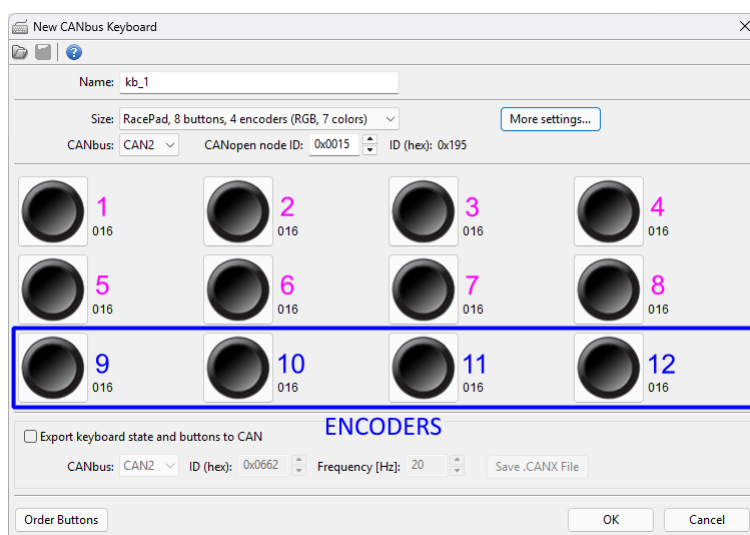 New CANbus Keyboard
Name: kb_1
Size: RacePad, 8 buttons, 4 encoders (RGB, 7 colors) More settings...
CANbus: CAN2 CANopen node ID: 0x0015 ID (hex): 0x195
1 2 3 4
016 016 016 016
5 6 7 8
016 016 016 016
9 10 11 12
016 016 016 016
ENCODERS
Export keyboard state and buttons to CAN
CANbus: CAN2 ID (hex): 0x0662 Frequency [Hz]: 20 Save .CANX File
Order Buttons OK Cancel